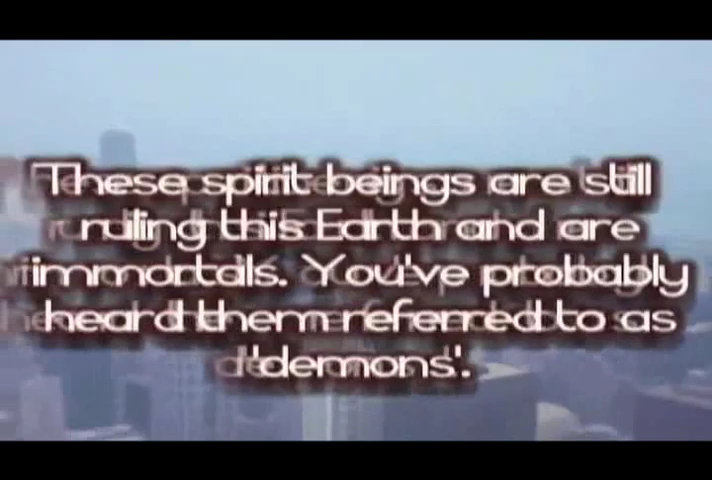 These spirit beings are still
ruling this Earth and are
immortals. You've probably
heard them referred to as
'demons'.